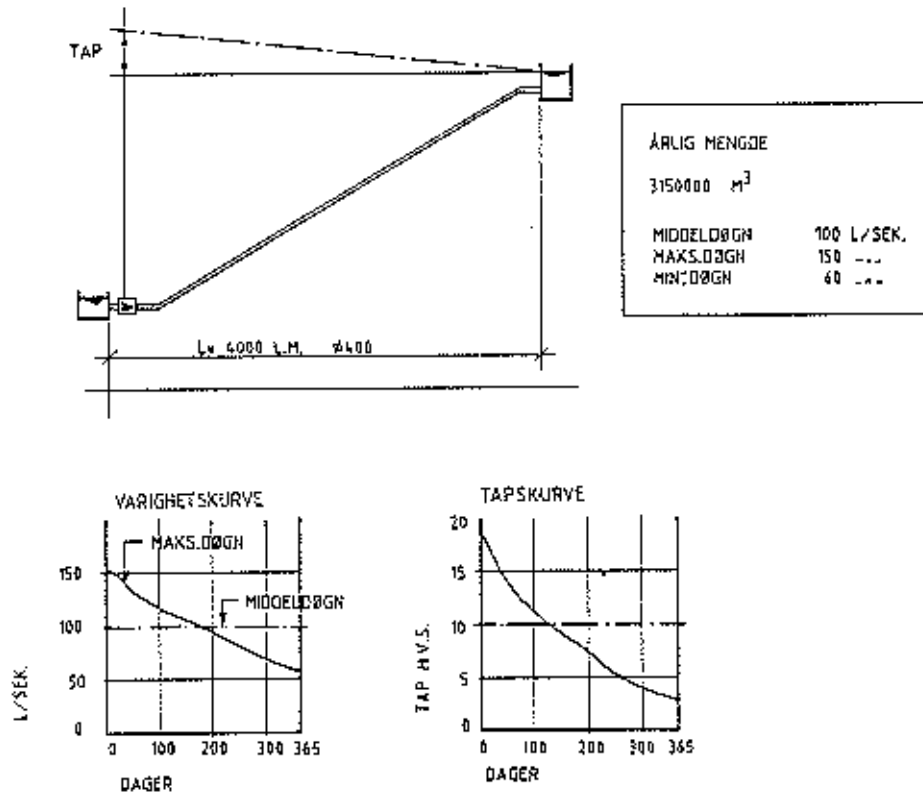 TAP
ÅRLIG MENGDE
3150000 M³
MIDDELDØGN 100 L/SEK.
MAKS.DØGN 150 -"-
MIN.DØGN 60 -"-
L= 4000 L.M. Ø400
VARIGHETSKURVE
MAKS.DØGN
MIDDELDØGN
150
100
50
0
L/SEK.
0 100 200 300 365
DAGER
TAPSKURVE
20
15
10
5
0
TAP H.V.S.
0 100 200 300 365
DAGER